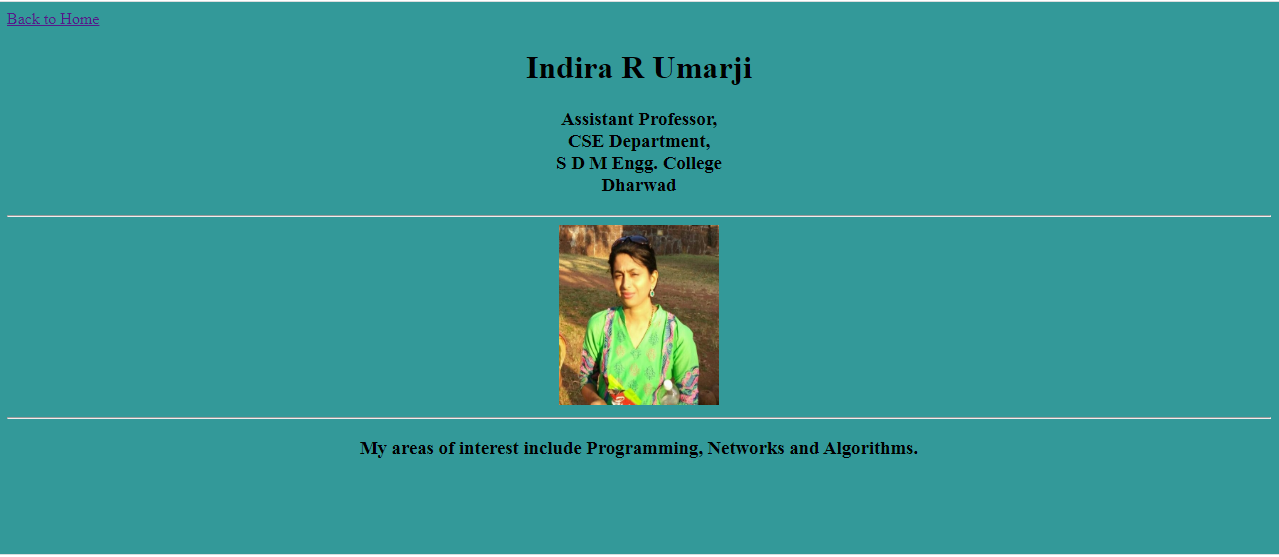 Back to Home
Indira R Umarji
Assistant Professor,
CSE Department,
S D M Engg. College
Dharwad
My areas of interest include Programming, Networks and Algorithms.